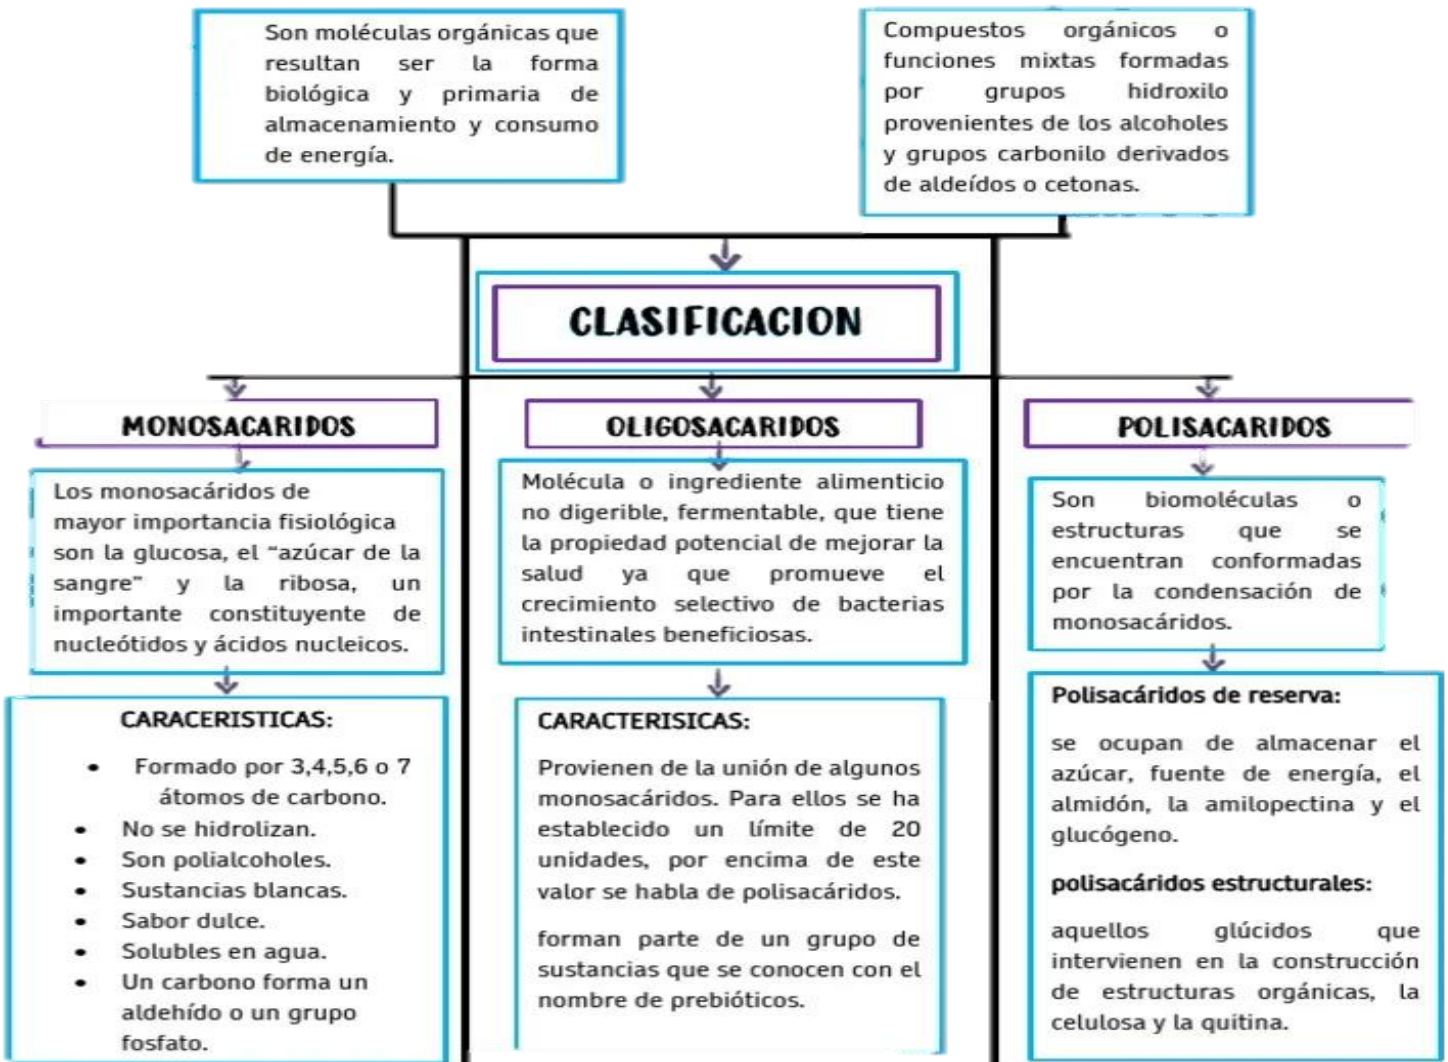 Son moléculas orgánicas que
resultan ser la forma
biológica y primaria de
almacenamiento y consumo
de energía.
Compuestos orgánicos o
funciones mixtas formadas
por grupos hidroxilo
provenientes de los alcoholes
y grupos carbonilo derivados
de aldeídos o cetonas.
CLASIFICACION
MONOSACARIDOS
Los monosacáridos de
mayor importancia fisiológica
son la glucosa, el “azúcar de la
sangre” y la ribosa, un
importante constituyente de
nucleótidos y ácidos nucleicos.
CARACERISTICAS:
• Formado por 3,4,5,6 o 7
átomos de carbono.
• No se hidrolizan.
• Son polialcoholes.
• Sustancias blancas.
• Sabor dulce.
• Solubles en agua.
• Un carbono forma un
aldehído o un grupo
fosfato.
OLIGOSACARIDOS
Molécula o ingrediente alimenticio
no digerible, fermentable, que tiene
la propiedad potencial de mejorar la
salud ya que promueve el
crecimiento selectivo de bacterias
intestinales beneficiosas.
CARACTERISICAS:
Provienen de la unión de algunos
monosacáridos. Para ellos se ha
establecido un límite de 20
unidades, por encima de este
valor se habla de polisacáridos.
forman parte de un grupo de
sustancias que se conocen con el
nombre de prebióticos.
POLISACARIDOS
Son biomoléculas o
estructuras que se
encuentran conformadas
por la condensación de
monosacáridos.
Polisacáridos de reserva:
se ocupan de almacenar el
azúcar, fuente de energía, el
almidón, la amilopectina y el
glucógeno.
polisacáridos estructurales:
aquellos glúcidos que
intervienen en la construcción
de estructuras orgánicas, la
celulosa y la quitina.